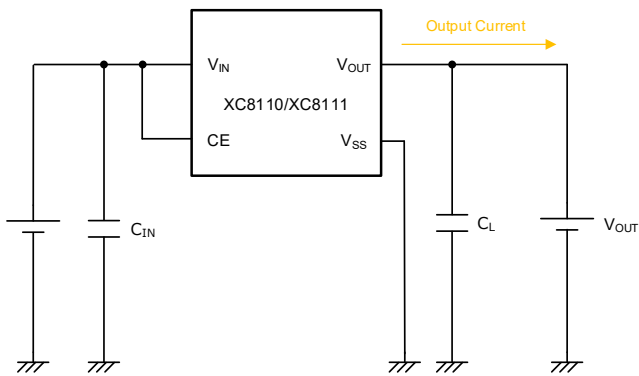 Output Current
VIN
VOUT
XC8110/XC8111
CE
VSS
CIN
CL
VOUT